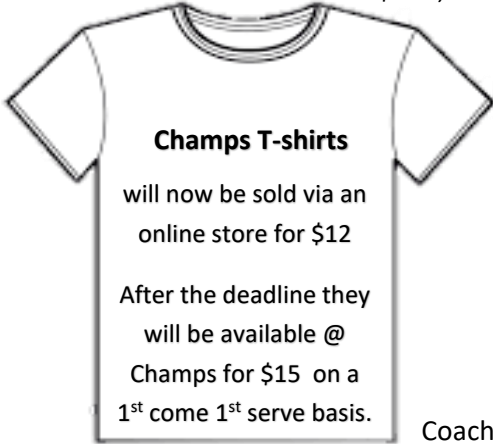 Champs T-shirts
will now be sold via an
online store for $12
After the deadline they
will be available @
Champs for $15 on a
1st come 1st serve basis.
Coach